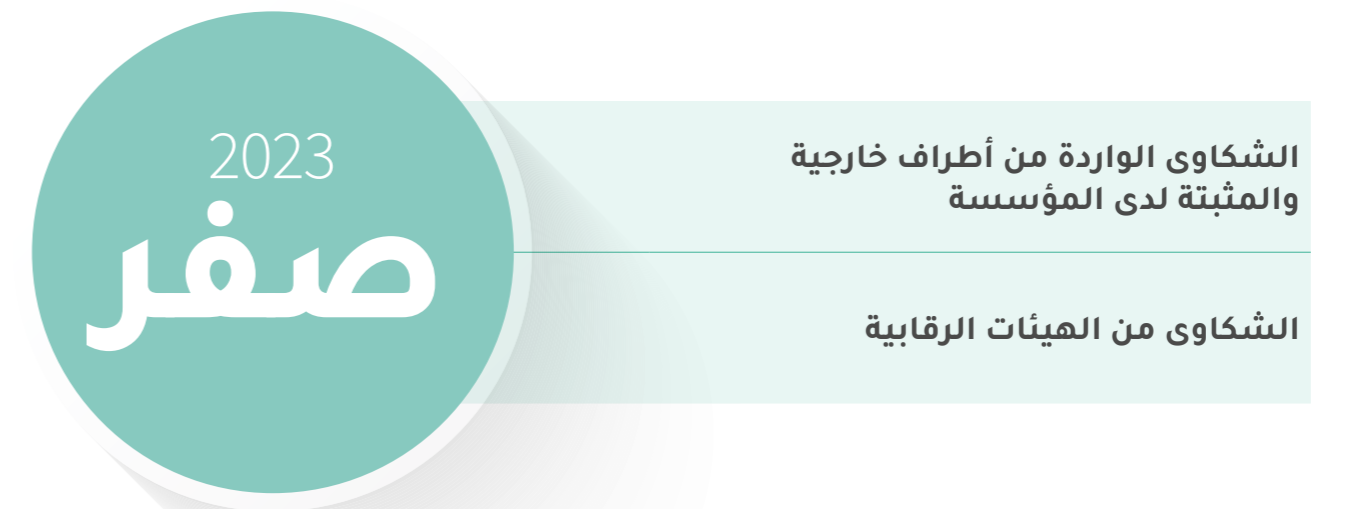 2023
صفر
الشكاوى الواردة من أطراف خارجية
والمثبتة لدى المؤسسة
الشكاوى من الهيئات الرقابية